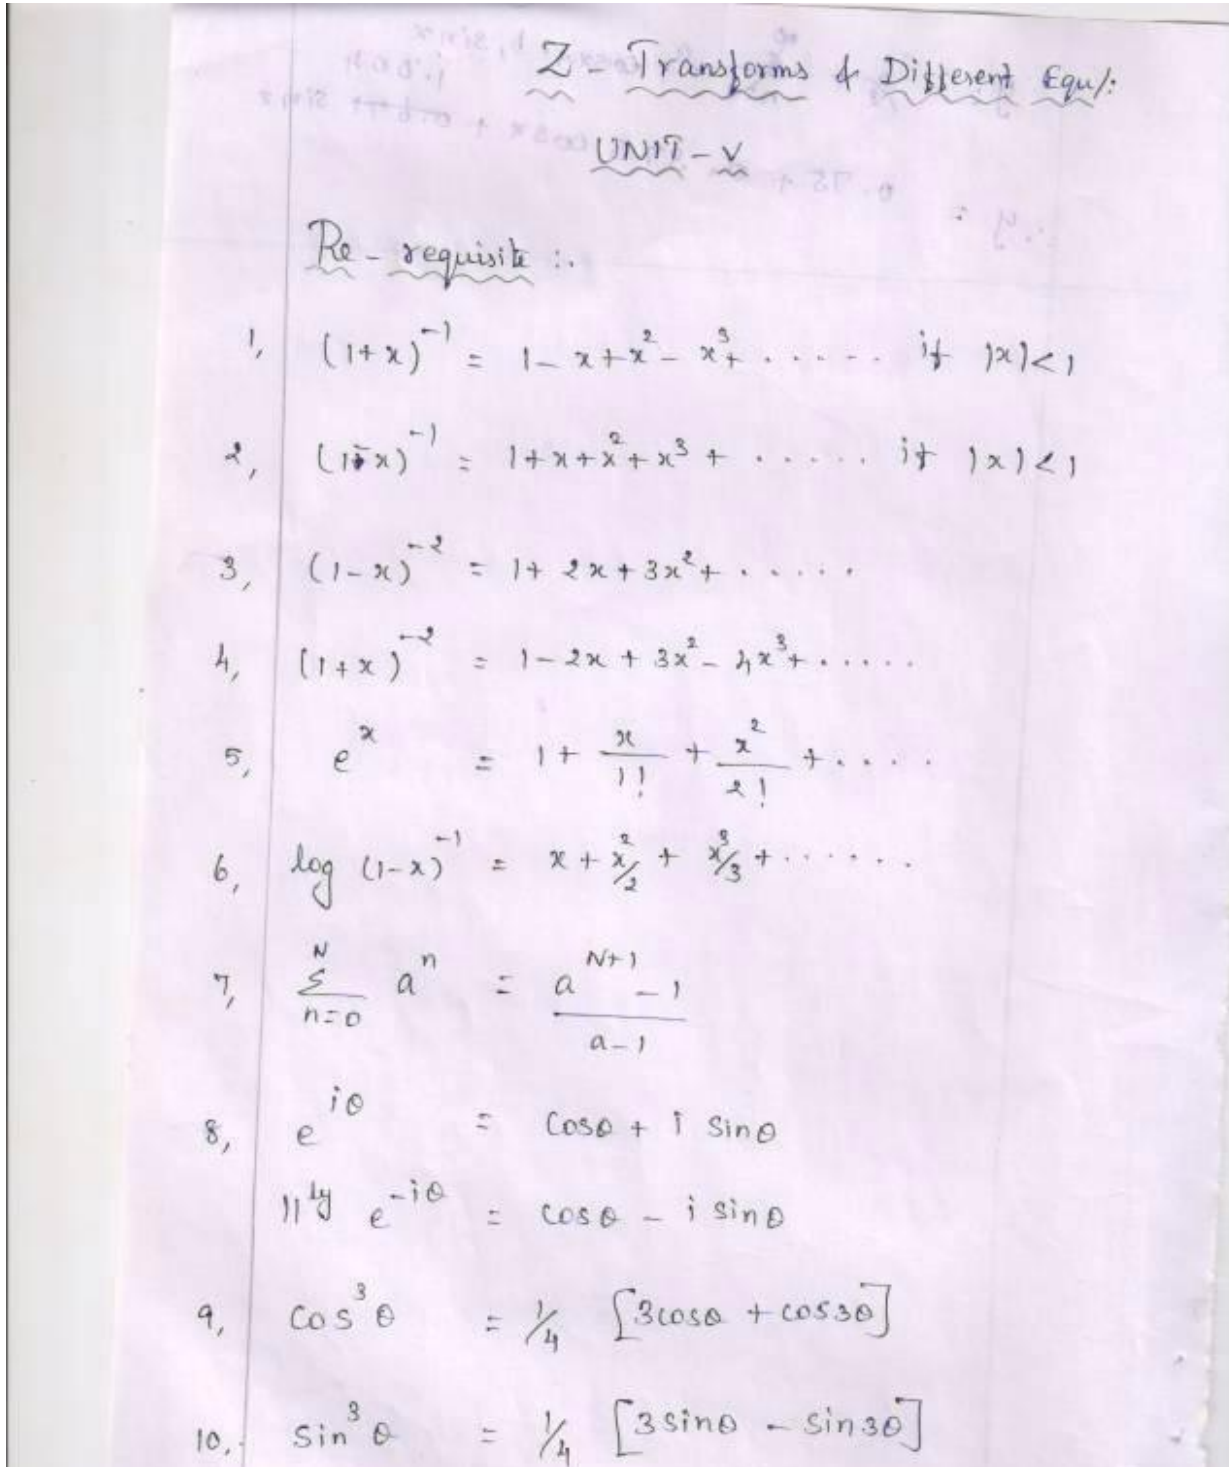 Z - Transforms & Different Equ/:
UNIT - V
Pre - requisite :.
1, (1+x)^{-1} = 1 - x + x^2 - x^3 + ...... if |x| < 1
2, (1-x)^{-1} = 1 + x + x^2 + x^3 + ...... if |x| < 1
3, (1-x)^{-2} = 1 + 2x + 3x^2 + .....
4, (1+x)^{-2} = 1 - 2x + 3x^2 - 4x^3 + .....
5, e^x = 1 + x/1! + x^2/2! + ....
6, log (1-x)^{-1} = x + x^2/2 + x^3/3 + ......
7, Σ_{n=0}^{N} a^n = (a^{N+1} - 1)/(a - 1)
8, e^{iθ} = cosθ + i sinθ
||^{ly} e^{-iθ} = cosθ - i sinθ
9, cos^3 θ = 1/4 [3cosθ + cos3θ]
10, sin^3 θ = 1/4 [3sinθ - sin3θ]